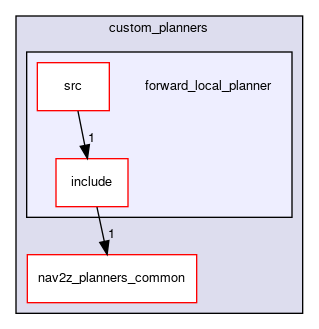 custom_planners
src
forward_local_planner
1
include
1
nav2z_planners_common